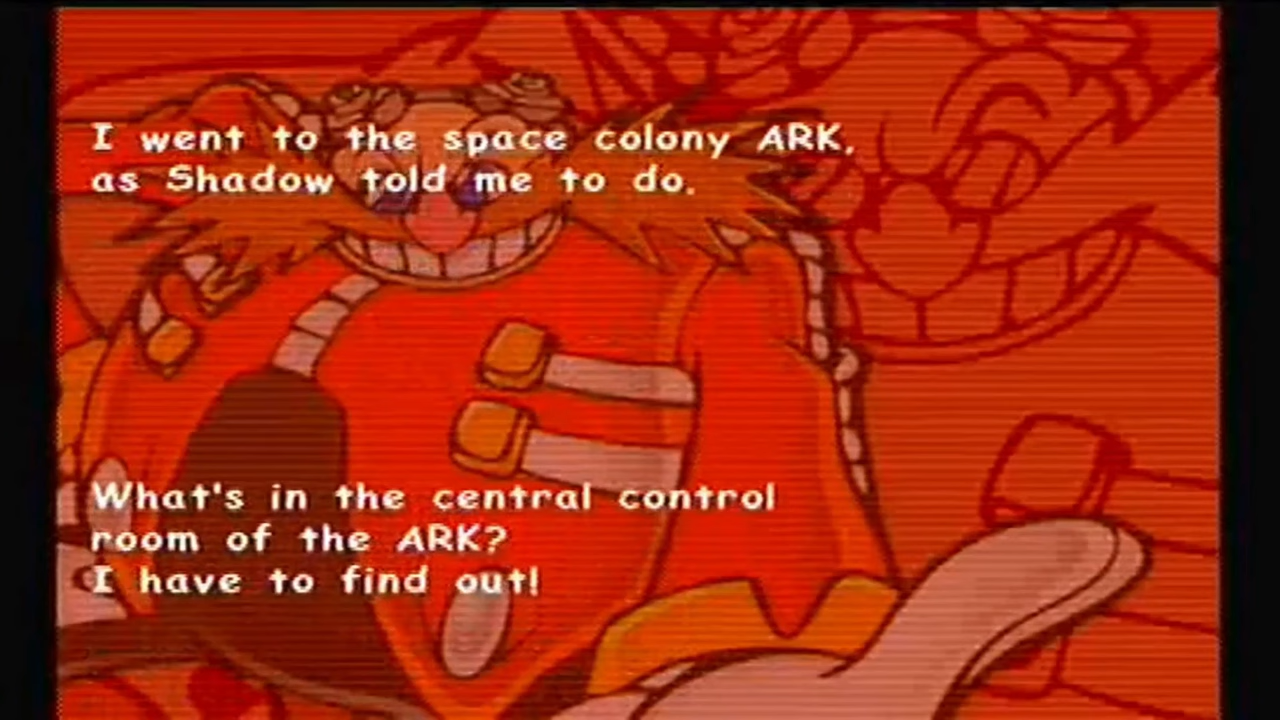 I went to the space colony ARK,
as Shadow told me to do.
What's in the central control
room of the ARK?
I have to find out!